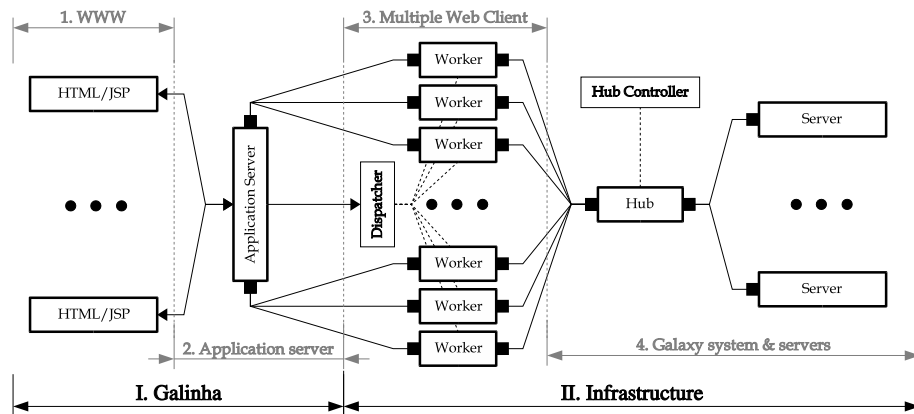 1. WWW
3. Multiple Web Client
HTML/JSP
Application Server
Worker
Worker
Worker
Dispatcher
Hub Controller
Hub
Server
Worker
Worker
Worker
HTML/JSP
Server
2. Application server
4. Galaxy system & servers
I. Galinha
II. Infrastructure